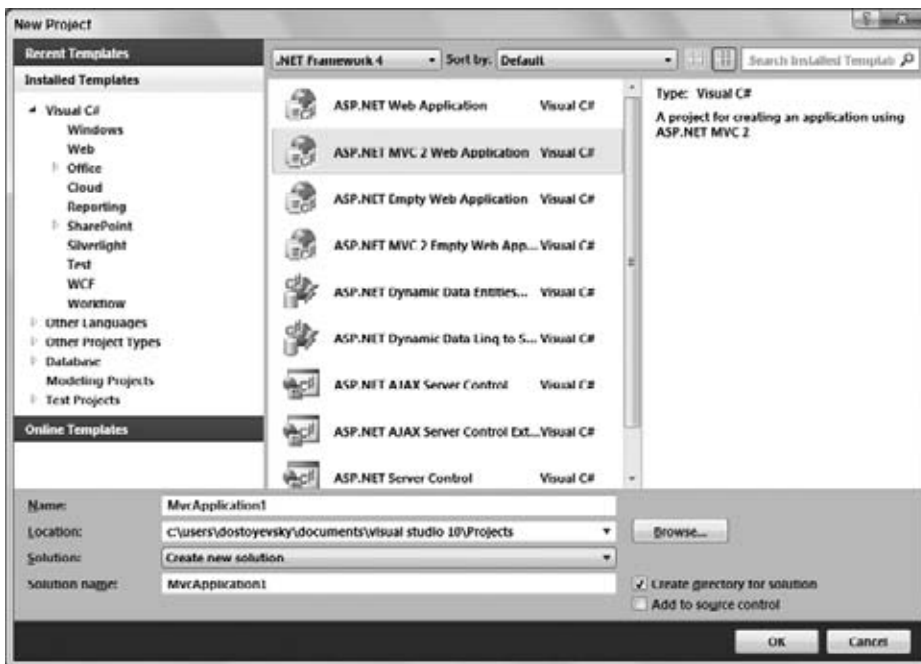 New Project
Recent Templates
.NET Framework 4
Sort by: Default
Search Installed Templat
Installed Templates
Visual C#
Windows
Web
Office
Cloud
Reporting
SharePoint
Silverlight
Test
WCF
Workflow
Other Languages
Other Project Types
Database
Modeling Projects
Test Projects
Online Templates
ASP.NET Web Application Visual C#
ASP.NET MVC 2 Web Application Visual C#
ASP.NET Empty Web Application Visual C#
ASP.NET MVC 2 Empty Web App... Visual C#
ASP.NET Dynamic Data Entities... Visual C#
ASP.NET Dynamic Data Linq to S... Visual C#
ASP.NET AJAX Server Control Visual C#
ASP.NET AJAX Server Control Ext... Visual C#
ASP.NET Server Control Visual C#
Type: Visual C#
A project for creating an application using
ASP.NET MVC 2
Name: MvcApplication1
Location: c:\users\dostoyevsky\documents\visual studio 10\Projects
Browse...
Solution: Create new solution
Solution name: MvcApplication1
Create directory for solution
Add to source control
OK Cancel